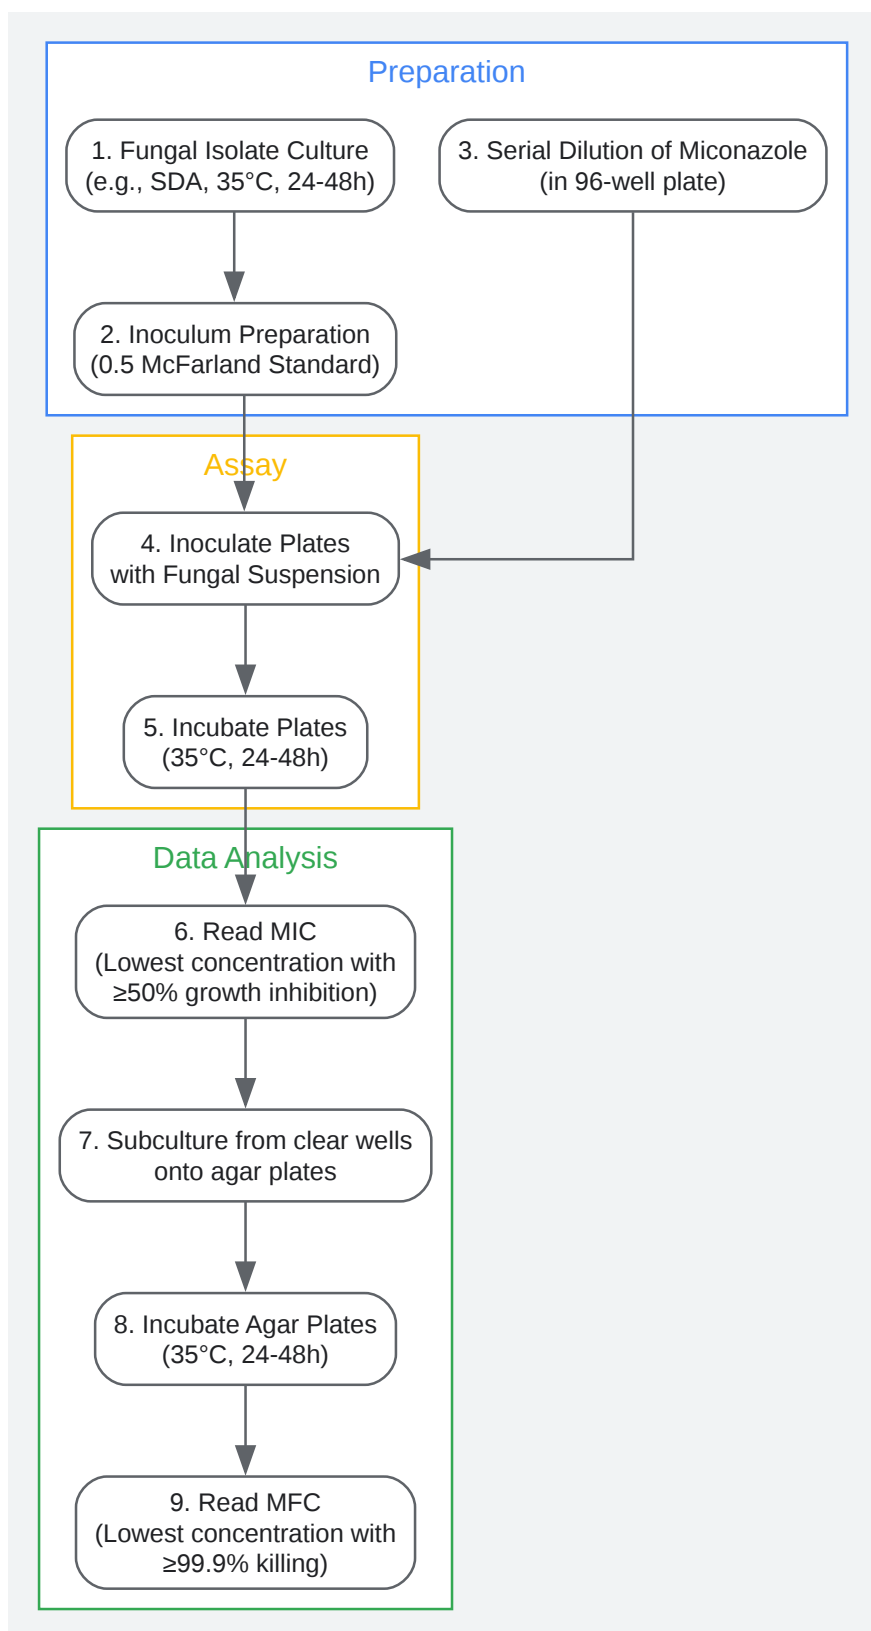 Preparation
1. Fungal Isolate Culture
(e.g., SDA, 35°C, 24-48h)
3. Serial Dilution of Miconazole
(in 96-well plate)
2. Inoculum Preparation
(0.5 McFarland Standard)
Assay
4. Inoculate Plates
with Fungal Suspension
5. Incubate Plates
(35°C, 24-48h)
Data Analysis
6. Read MIC
(Lowest concentration with
≥50% growth inhibition)
7. Subculture from clear wells
onto agar plates
8. Incubate Agar Plates
(35°C, 24-48h)
9. Read MFC
(Lowest concentration with
≥99.9% killing)